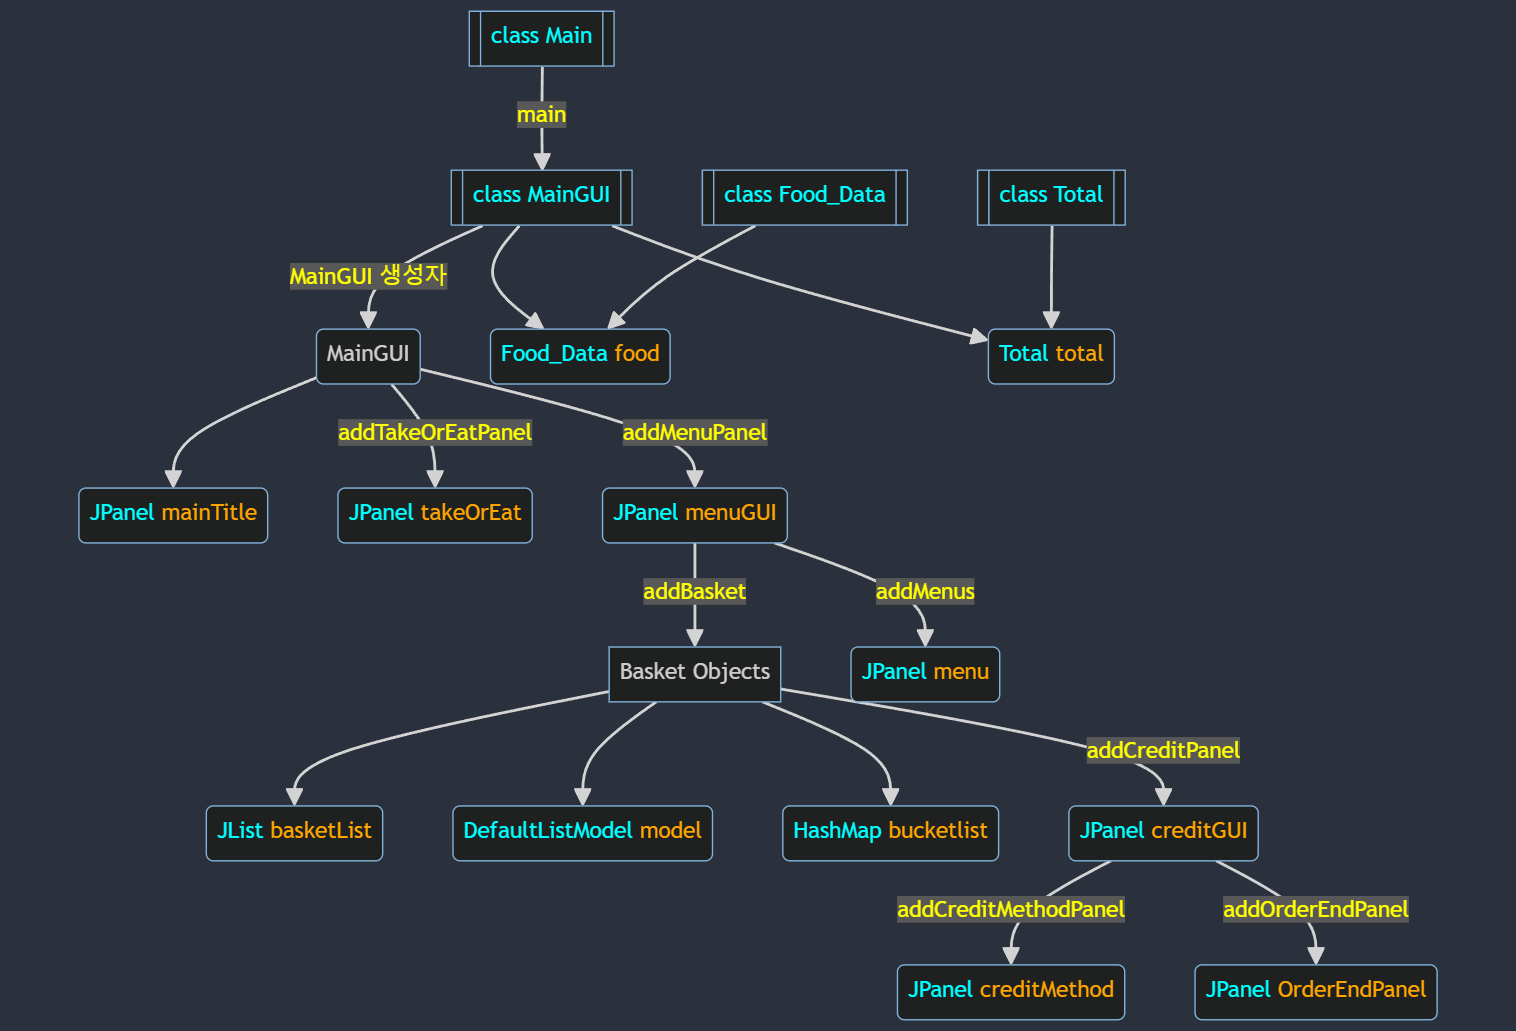 class Main
main
class MainGUI
class Food_Data
class Total
MainGUI 생성자
MainGUI
Food_Data food
Total total
addTakeOrEatPanel
addMenuPanel
JPanel mainTitle
JPanel takeOrEat
JPanel menuGUI
addBasket
addMenus
Basket Objects
JPanel menu
addCreditPanel
JList basketList
DefaultListModel model
HashMap bucketlist
JPanel creditGUI
addCreditMethodPanel
addOrderEndPanel
JPanel creditMethod
JPanel OrderEndPanel